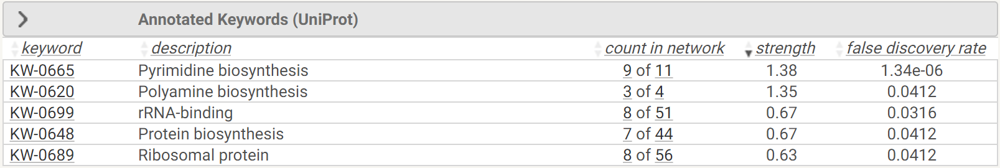 Annotated Keywords (UniProt)
keyword description count in network strength false discovery rate
KW-0665 Pyrimidine biosynthesis 9 of 11 1.38 1.34e-06
KW-0620 Polyamine biosynthesis 3 of 4 1.35 0.0412
KW-0699 rRNA-binding 8 of 51 0.67 0.0316
KW-0648 Protein biosynthesis 7 of 44 0.67 0.0412
KW-0689 Ribosomal protein 8 of 56 0.63 0.0412